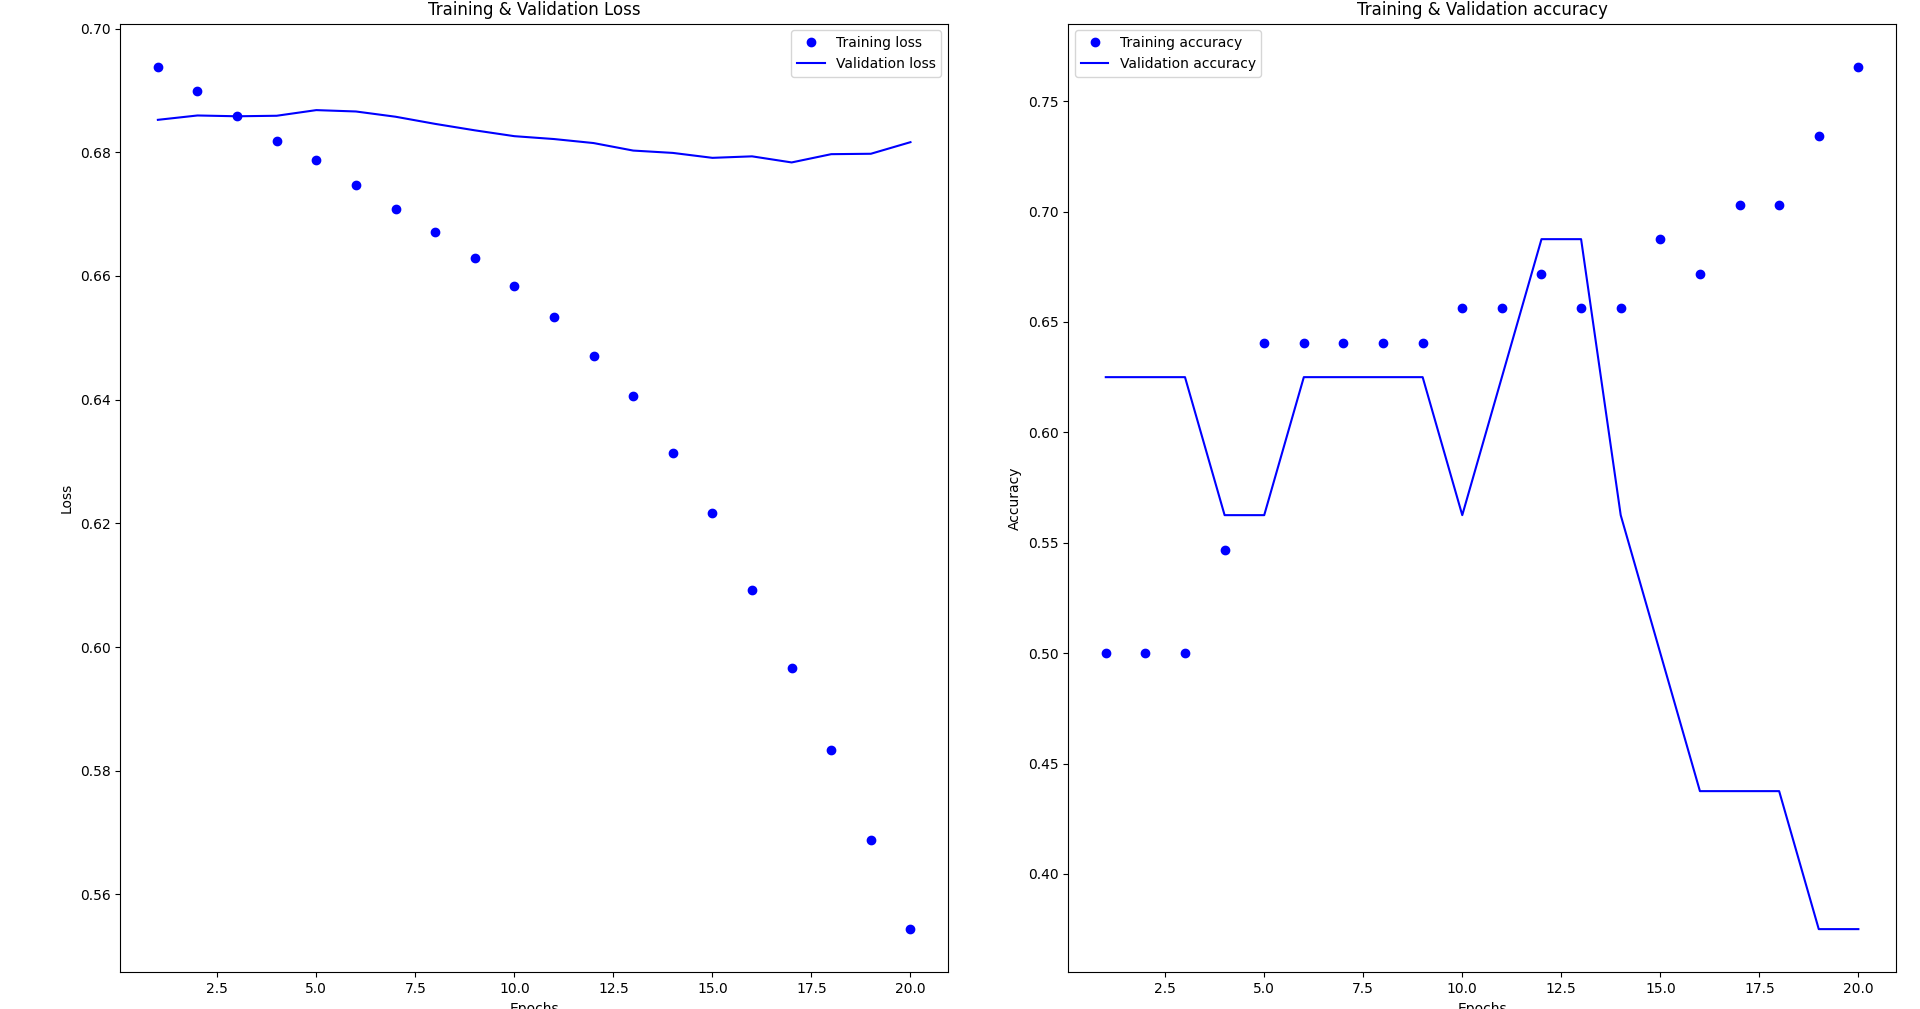 Training & Validation Loss
Training loss
Validation loss
0.70
0.68
0.66
0.64
0.62
0.60
0.58
0.56
Loss
2.5 5.0 7.5 10.0 12.5 15.0 17.5 20.0
Epochs
Training & Validation accuracy
Training accuracy
Validation accuracy
0.75
0.70
0.65
0.60
0.55
0.50
0.45
0.40
Accuracy
2.5 5.0 7.5 10.0 12.5 15.0 17.5 20.0
Epochs